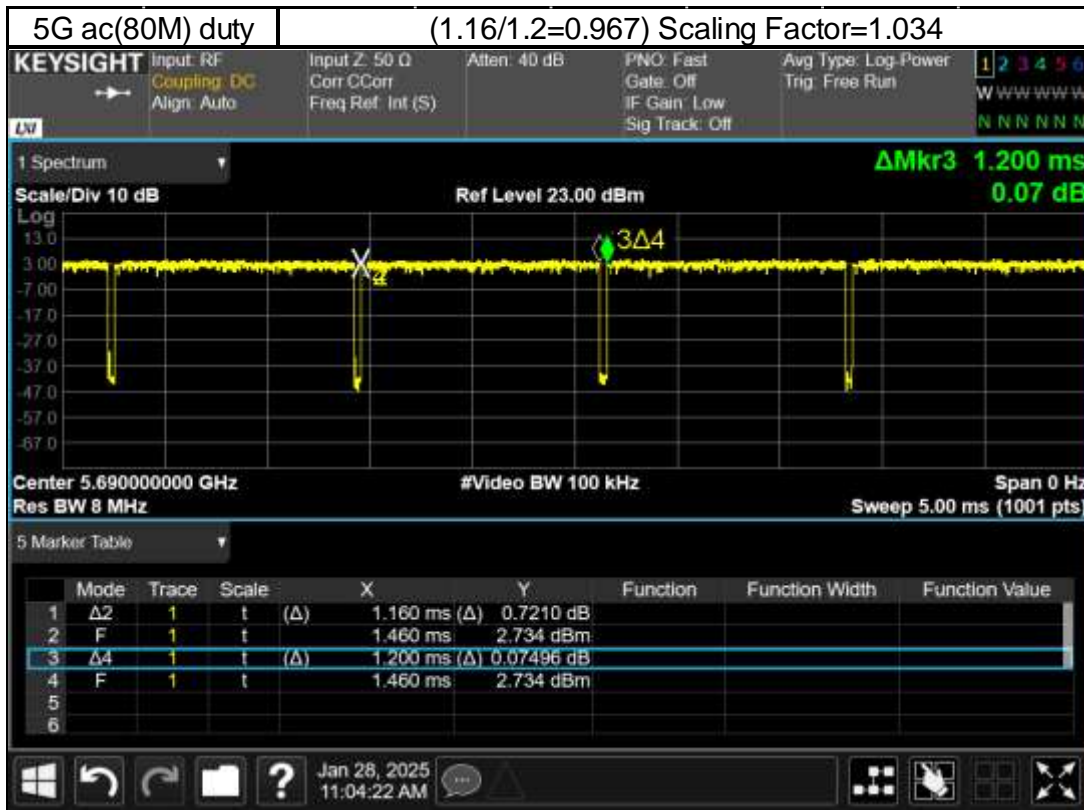 5G ac(80M) duty (1.16/1.2=0.967) Scaling Factor=1.034
KEYSIGHT Input: RF Input Z: 50 Ω Atten: 40 dB PNO: Fast Avg Type: Log-Power 1 2 3 4 5 6
Coupling: DC Corr CCorr Gate: Off Trig: Free Run W W W W W W
Align: Auto Freq Ref: Int (S) IF Gain: Low
LXI Sig Track: Off N N N N N N
1 Spectrum ΔMkr3 1.200 ms
Scale/Div 10 dB Ref Level 23.00 dBm 0.07 dB
Log
13.0 3Δ4
3.00
-7.00
-17.0
-27.0
-37.0
-47.0
-57.0
-67.0
Center 5.690000000 GHz #Video BW 100 kHz Span 0 Hz
Res BW 8 MHz Sweep 5.00 ms (1001 pts)
5 Marker Table
Mode Trace Scale X Y Function Function Width Function Value
1 Δ2 1 t (Δ) 1.160 ms (Δ) 0.7210 dB
2 F 1 t 1.460 ms 2.734 dBm
3 Δ4 1 t (Δ) 1.200 ms (Δ) 0.07496 dB
4 F 1 t 1.460 ms 2.734 dBm
5
6
? Jan 28, 2025
11:04:22 AM